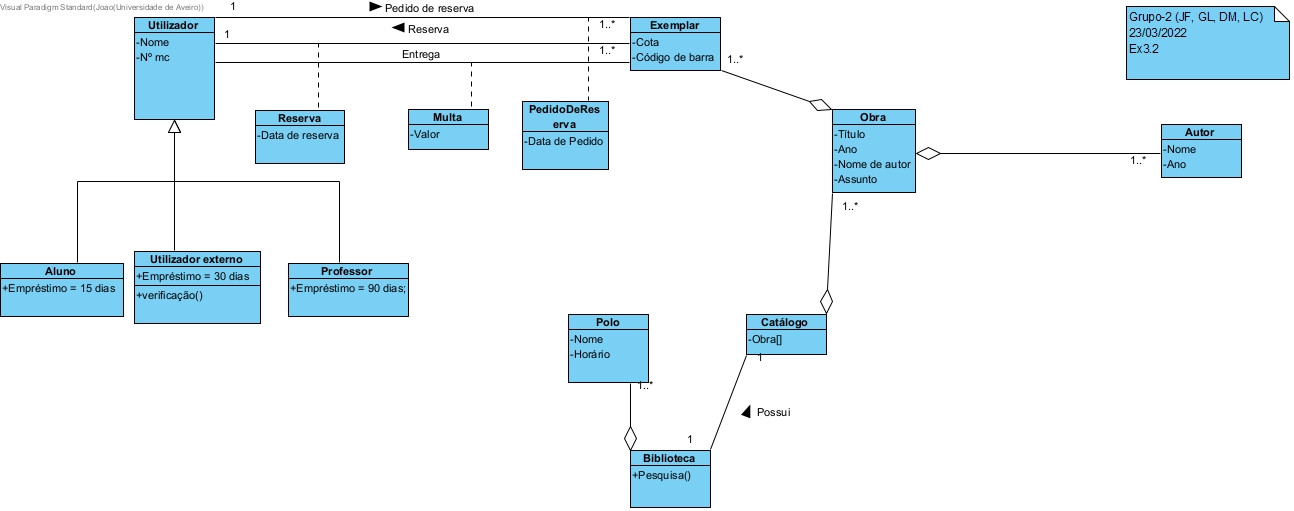 Visual Paradigm Standard(Joao(Universidade de Aveiro))
1
Pedido de reserva
1..*
Reserva
1
1..*
Entrega
Utilizador
-Nome
-Nº mc
Exemplar
-Cota
-Código de barra
1..*
Grupo-2 (JF, GL, DM, LC)
23/03/2022
Ex3.2
Reserva
-Data de reserva
Multa
-Valor
PedidoDeRes
erva
-Data de Pedido
Obra
-Título
-Ano
-Nome de autor
-Assunto
1..*
1..*
Autor
-Nome
-Ano
Aluno
+Empréstimo = 15 dias
Utilizador externo
+Empréstimo = 30 dias
+verificação()
Professor
+Empréstimo = 90 dias;
Polo
-Nome
-Horário
1..*
Catálogo
-Obra[]
1
Possui
1
Biblioteca
+Pesquisa()